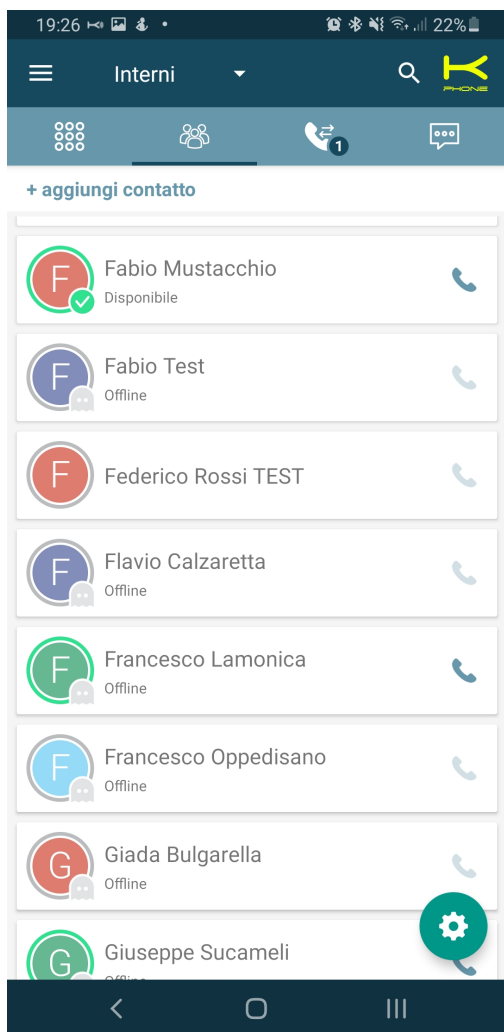 19:26
22%
Interni
PHONE
1
+ aggiungi contatto
F
Fabio Mustacchio
Disponibile
F
Fabio Test
Offline
F
Federico Rossi TEST
F
Flavio Calzaretta
Offline
F
Francesco Lamonica
Offline
F
Francesco Oppedisano
Offline
G
Giada Bulgarella
Offline
G
Giuseppe Sucameli
Offline